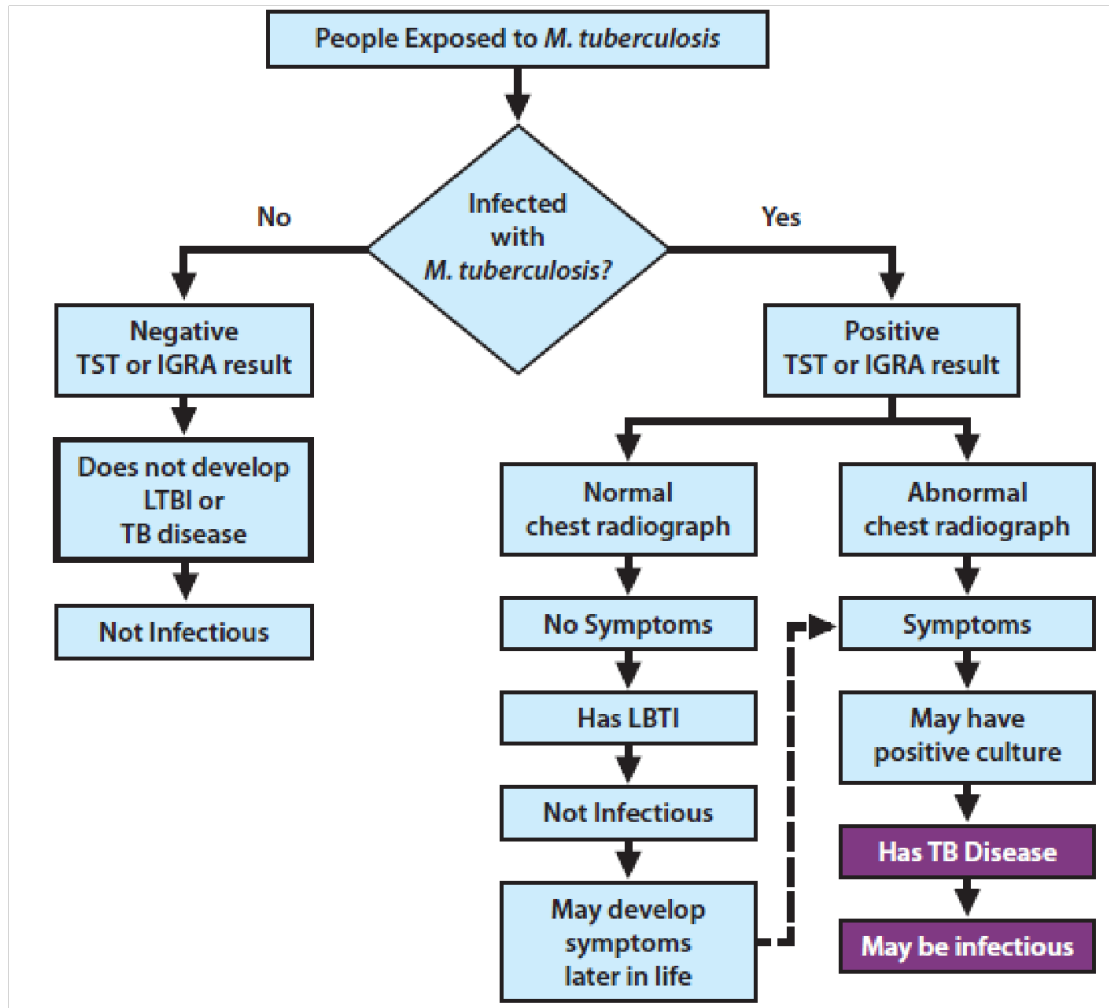 People Exposed to M. tuberculosis
Infected
with
M. tuberculosis?
No
Yes
Negative
TST or IGRA result
Does not develop
LTBI or
TB disease
Not Infectious
Positive
TST or IGRA result
Normal
chest radiograph
No Symptoms
Has LBTI
Not Infectious
May develop
symptoms
later in life
Abnormal
chest radiograph
Symptoms
May have
positive culture
Has TB Disease
May be infectious